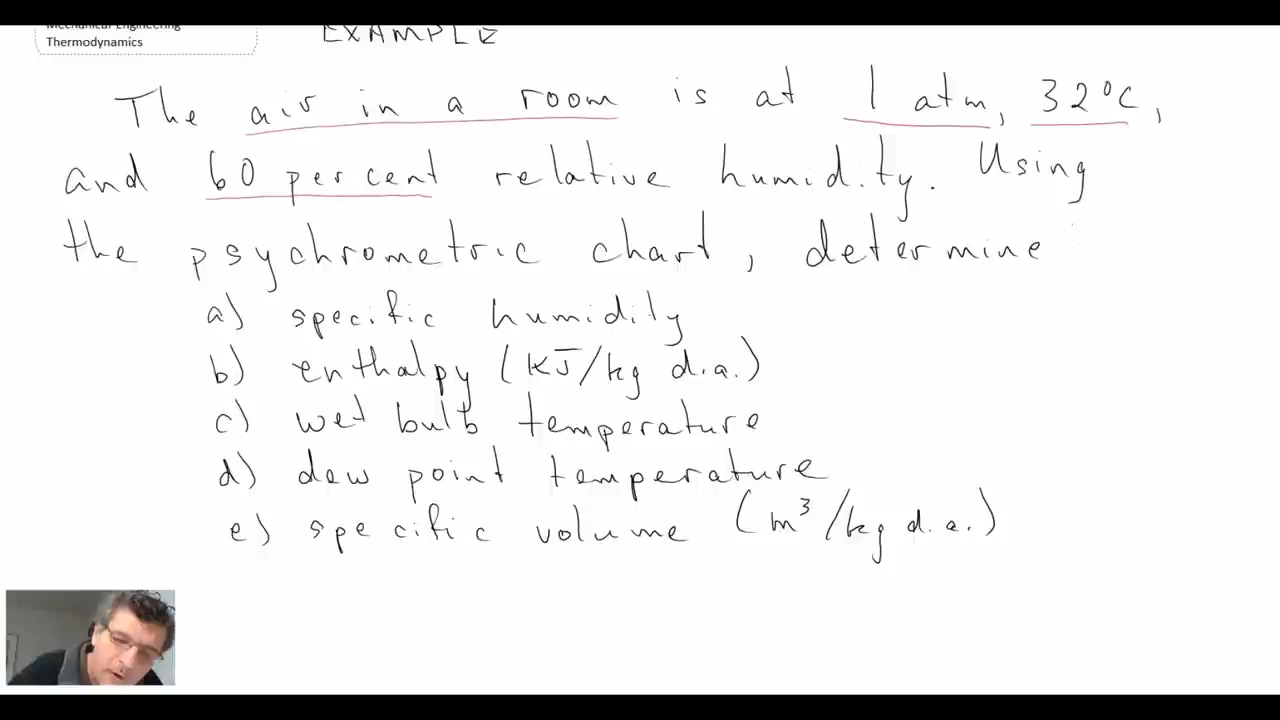 Mechanical Engineering
Thermodynamics
EXAMPLE
The air in a room is at 1 atm, 32°C,
and 60 percent relative humidity. Using
the psychrometric chart, determine
a) specific humidity
b) enthalpy (KJ/kg d.a.)
c) wet bulb temperature
d) dew point temperature
e) specific volume (m³/kg d.a.)